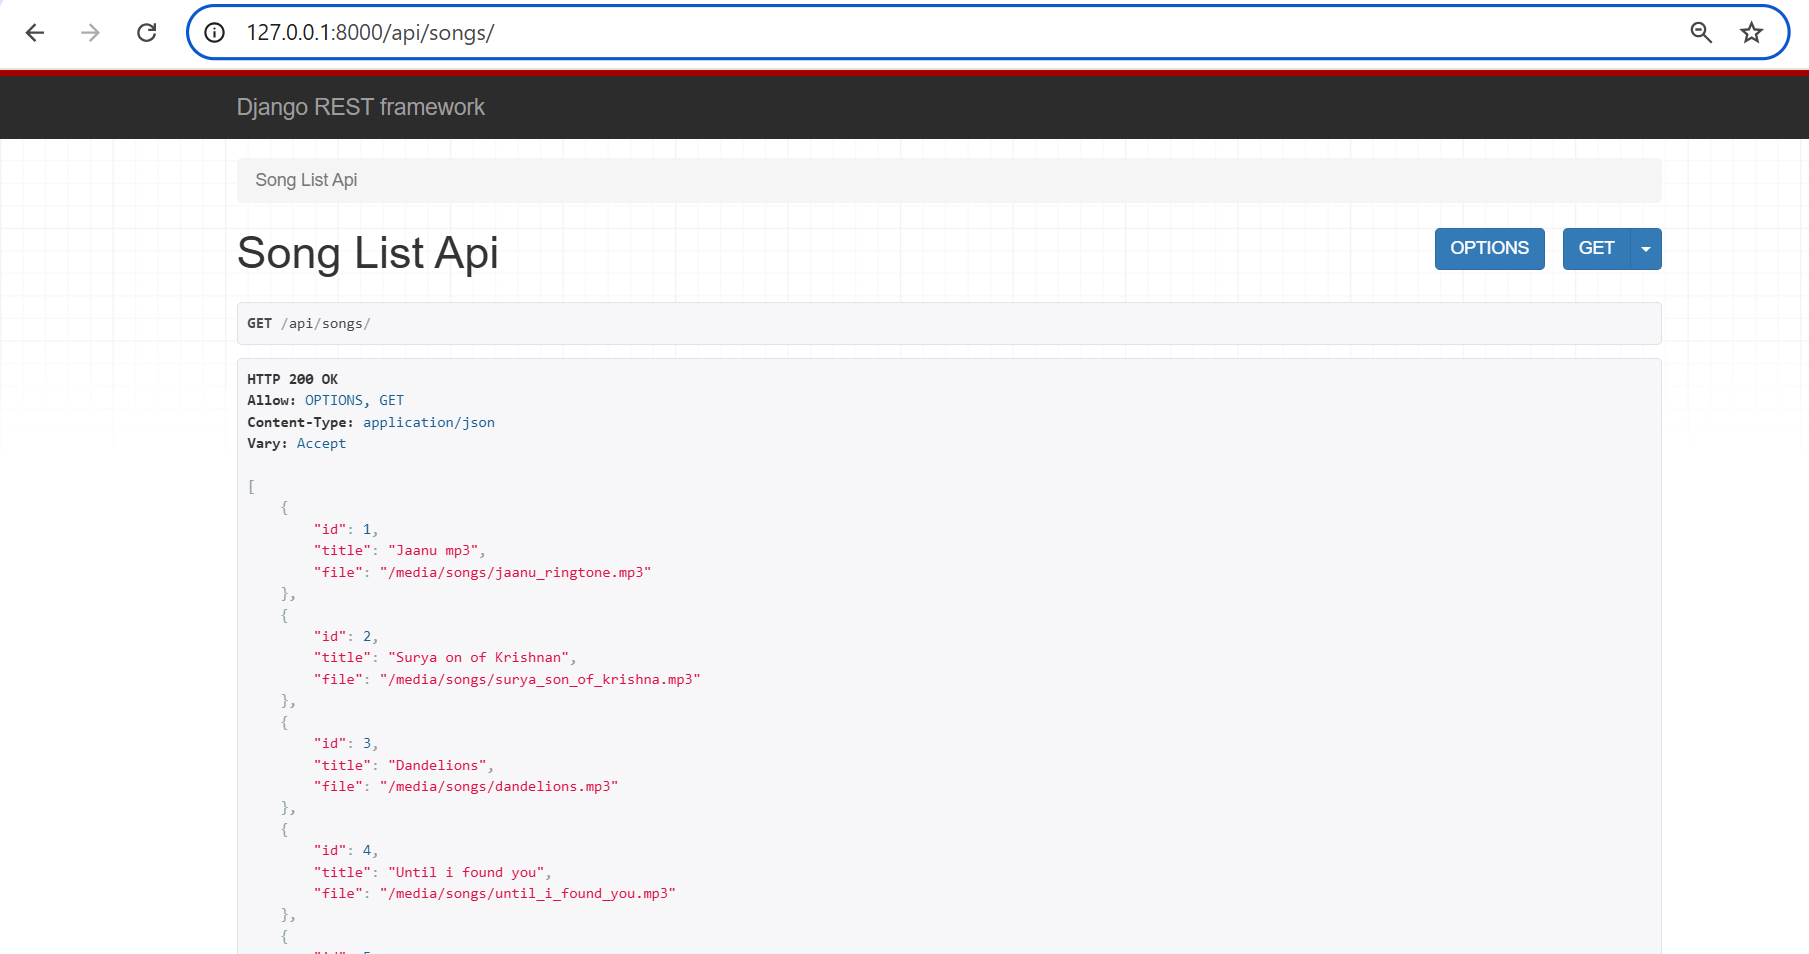 127.0.0.1:8000/api/songs/
Django REST framework
Song List Api
Song List Api
OPTIONS
GET
GET /api/songs/
HTTP 200 OK
Allow: OPTIONS, GET
Content-Type: application/json
Vary: Accept
[
{
"id": 1,
"title": "Jaanu mp3",
"file": "/media/songs/jaanu_ringtone.mp3"
},
{
"id": 2,
"title": "Surya on of Krishnan",
"file": "/media/songs/surya_son_of_krishna.mp3"
},
{
"id": 3,
"title": "Dandelions",
"file": "/media/songs/dandelions.mp3"
},
{
"id": 4,
"title": "Until i found you",
"file": "/media/songs/until_i_found_you.mp3"
},
{